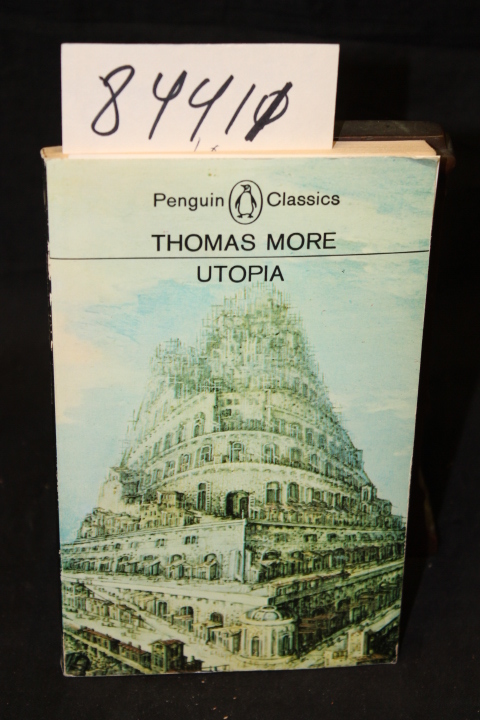 84410
Penguin Classics
THOMAS MORE
UTOPIA